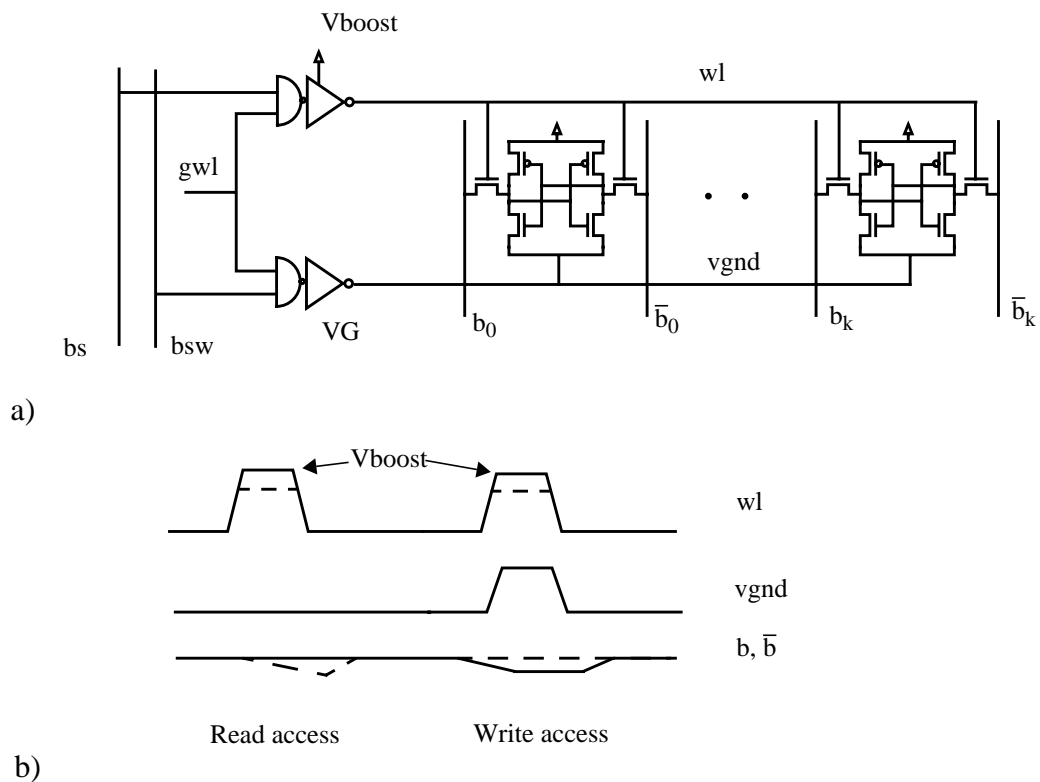 Vboost
wl
gwl
vgnd
VG
b0
b̅0
bk
b̅k
bs
bsw
a)
Vboost
wl
vgnd
b, b̅
Read access
Write access
b)